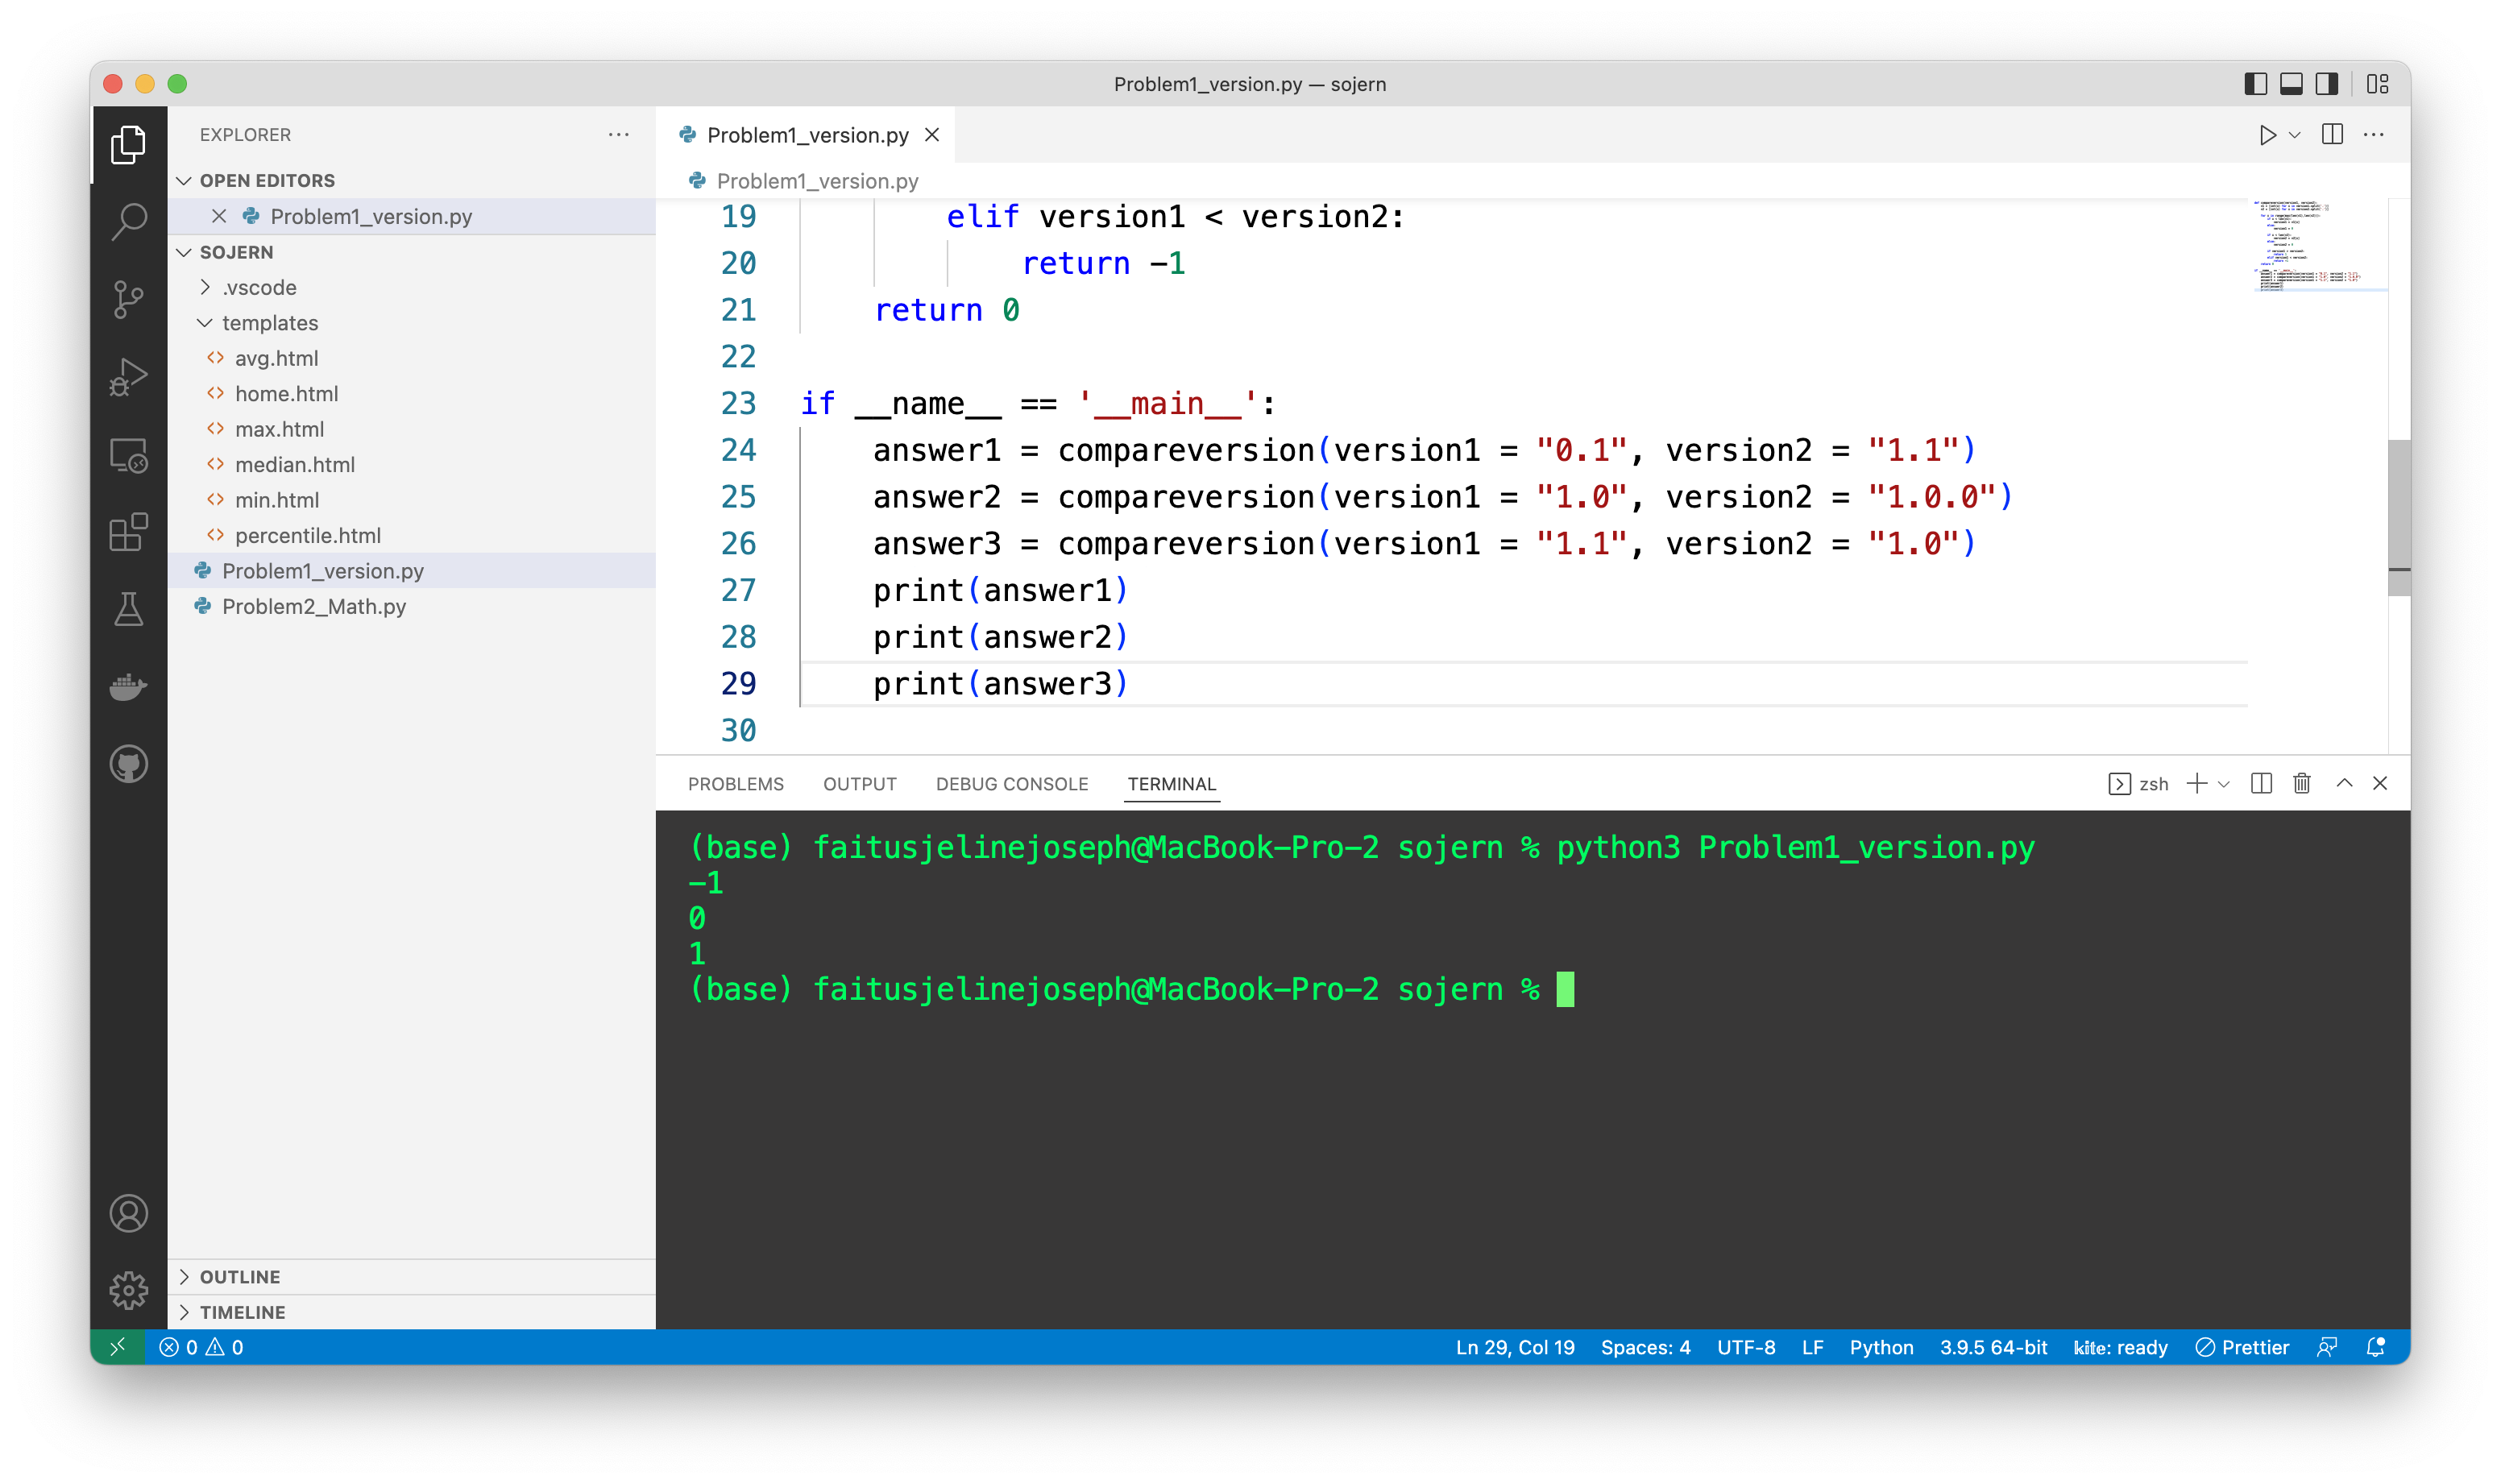 Problem1_version.py — sojern
EXPLORER
OPEN EDITORS
Problem1_version.py
SOJERN
.vscode
templates
avg.html
home.html
max.html
median.html
min.html
percentile.html
Problem1_version.py
Problem2_Math.py
OUTLINE
TIMELINE
Problem1_version.py
Problem1_version.py
19 elif version1 < version2:
20 return -1
21 return 0
22
23 if __name__ == '__main__':
24 answer1 = compareversion(version1 = "0.1", version2 = "1.1")
25 answer2 = compareversion(version1 = "1.0", version2 = "1.0.0")
26 answer3 = compareversion(version1 = "1.1", version2 = "1.0")
27 print(answer1)
28 print(answer2)
29 print(answer3)
30
PROBLEMS OUTPUT DEBUG CONSOLE TERMINAL zsh
(base) faitusjelinejoseph@MacBook-Pro-2 sojern % python3 Problem1_version.py
-1
0
1
(base) faitusjelinejoseph@MacBook-Pro-2 sojern %
0 0 Ln 29, Col 19 Spaces: 4 UTF-8 LF Python 3.9.5 64-bit kite: ready Prettier